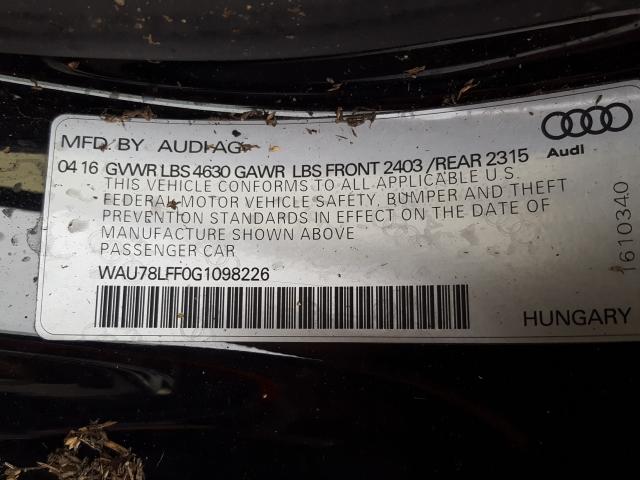 MFD. BY AUDI AG
Audi
04 16 GVWR LBS 4630 GAWR LBS FRONT 2403 /REAR 2315
THIS VEHICLE CONFORMS TO ALL APPLICABLE U.S.
FEDERAL MOTOR VEHICLE SAFETY, BUMPER AND THEFT
PREVENTION STANDARDS IN EFFECT ON THE DATE OF
MANUFACTURE SHOWN ABOVE
PASSENGER CAR
WAU78LFF0G1098226
HUNGARY
1610340